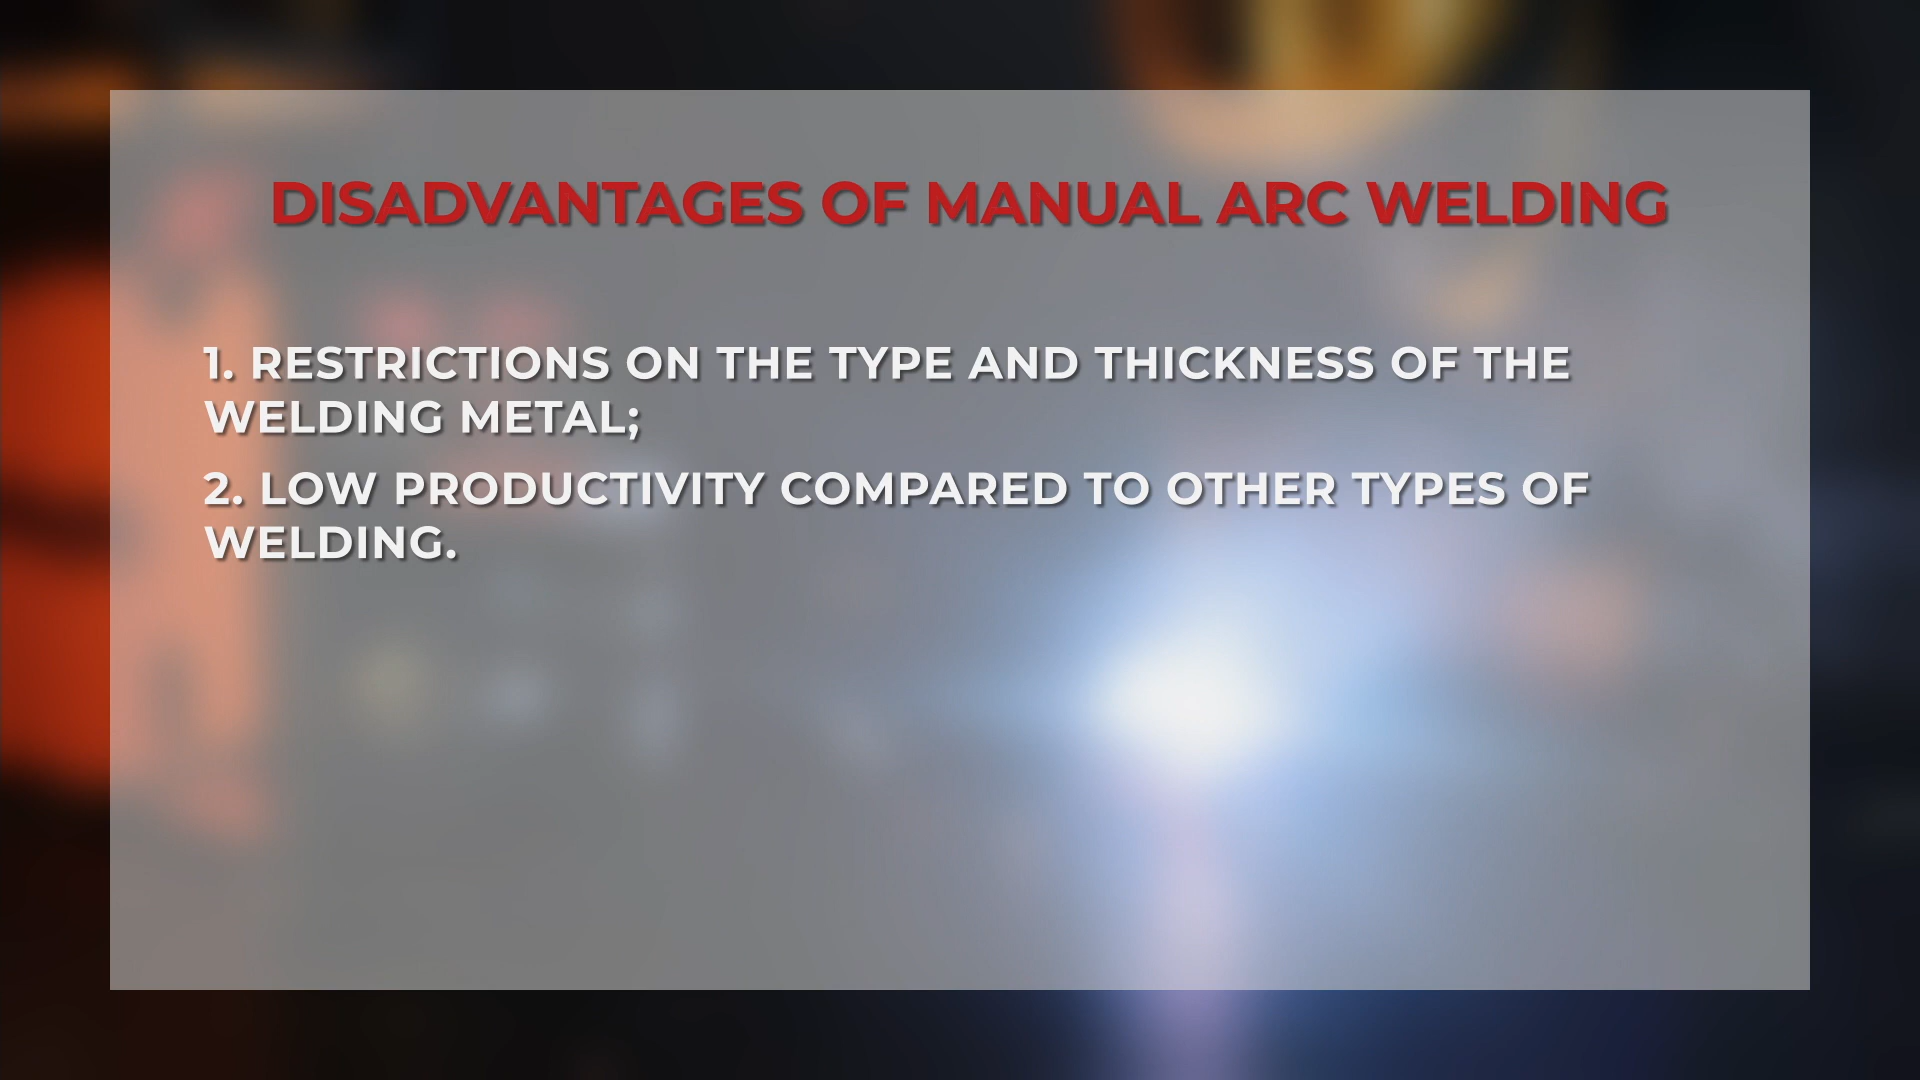 DISADVANTAGES OF MANUAL ARC WELDING
1. RESTRICTIONS ON THE TYPE AND THICKNESS OF THE
WELDING METAL;
2. LOW PRODUCTIVITY COMPARED TO OTHER TYPES OF
WELDING.